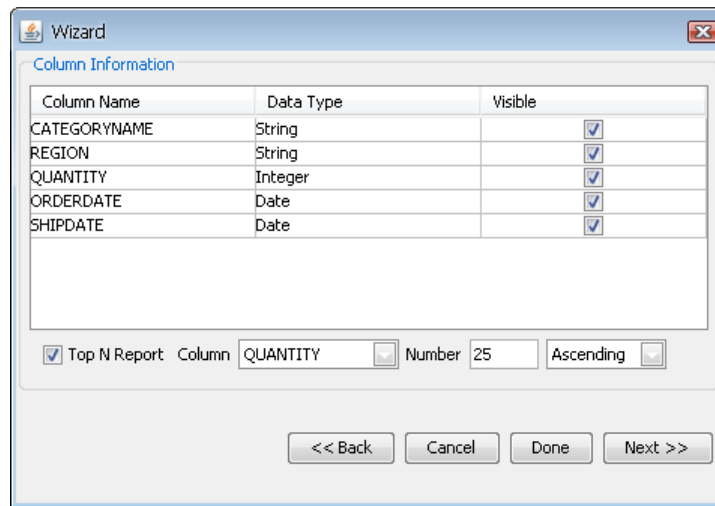 Wizard
Column Information
Column Name Data Type Visible
CATEGORYNAME String
REGION String
QUANTITY Integer
ORDERDATE Date
SHIPDATE Date
Top N Report Column QUANTITY Number 25 Ascending
<< Back Cancel Done Next >>